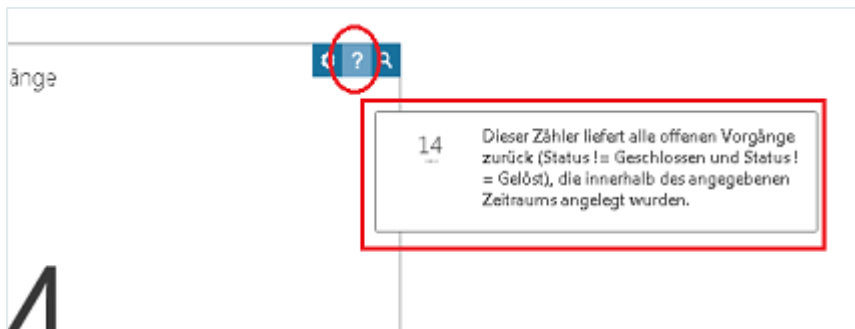 ?
änge
14
Dieser Zähler liefert alle offenen Vorgänge
zurück (Status != Geschlossen und Status !
= Gelöst), die innerhalb des angegebenen
Zeitraums angelegt wurden.
4